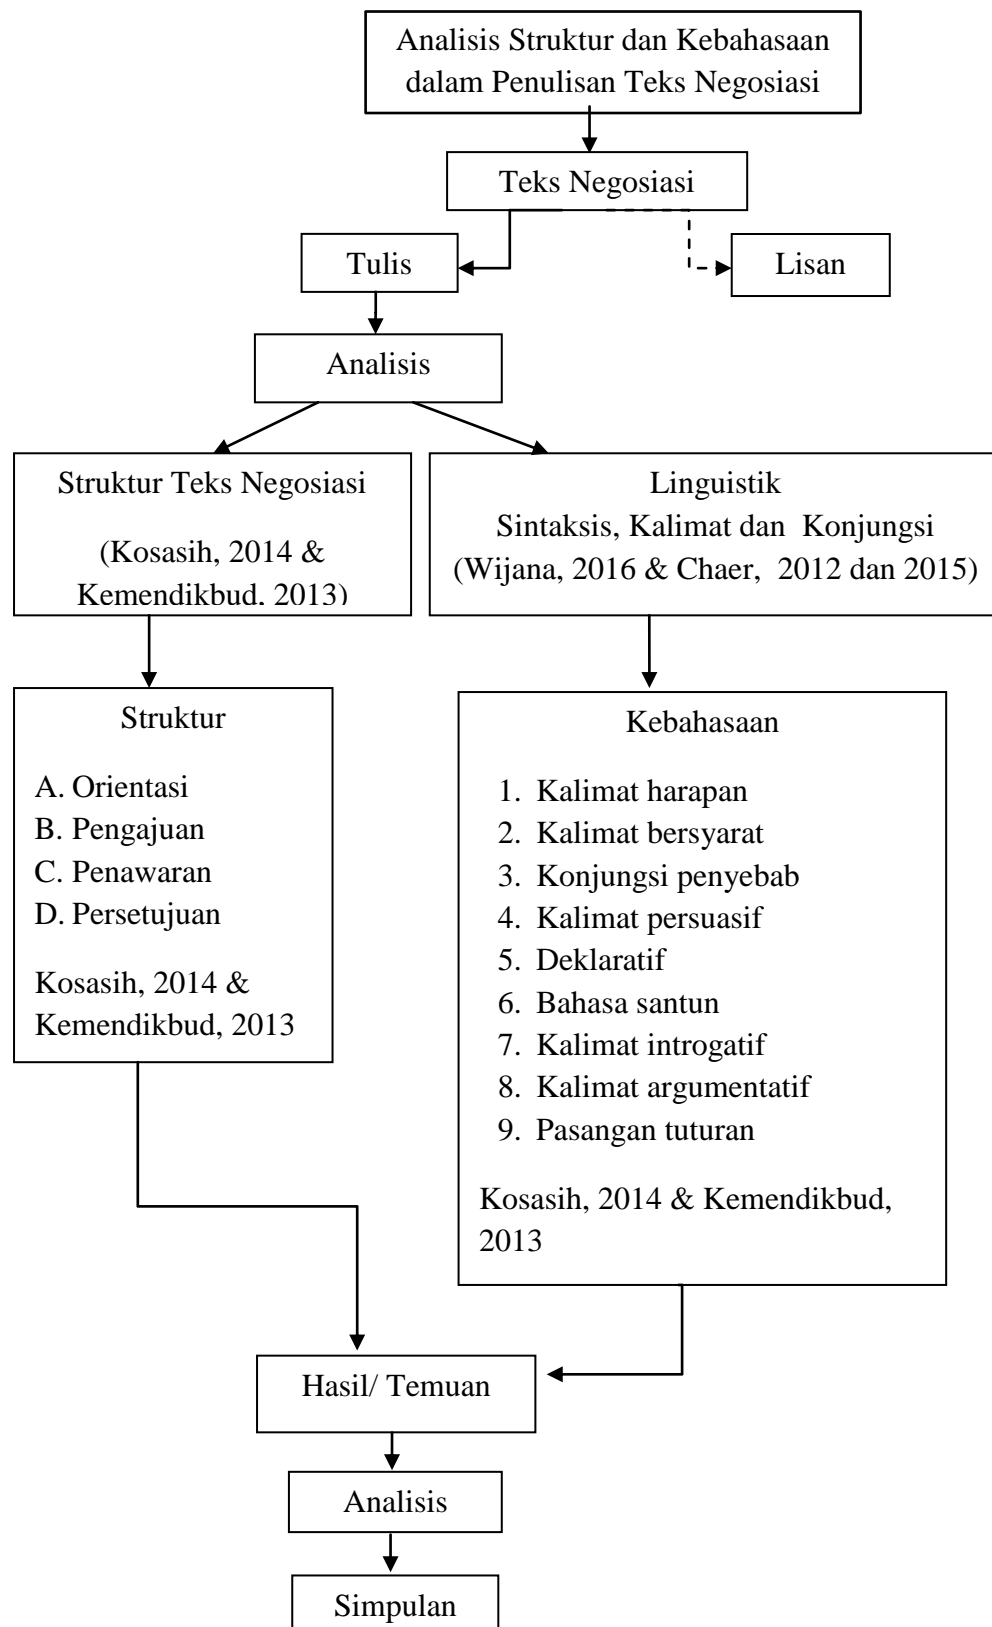 Analisis Struktur dan Kebahasaan
dalam Penulisan Teks Negosiasi
Teks Negosiasi
Tulis
Lisan
Analisis
Struktur Teks Negosiasi
(Kosasih, 2014 &
Kemendikbud, 2013)
Linguistik
Sintaksis, Kalimat dan Konjungsi
(Wijana, 2016 & Chaer, 2012 dan 2015)
Struktur
A. Orientasi
B. Pengajuan
C. Penawaran
D. Persetujuan
Kosasih, 2014 &
Kemendikbud, 2013
Kebahasaan
1. Kalimat harapan
2. Kalimat bersyarat
3. Konjungsi penyebab
4. Kalimat persuasif
5. Deklaratif
6. Bahasa santun
7. Kalimat introgatif
8. Kalimat argumentatif
9. Pasangan tuturan
Kosasih, 2014 & Kemendikbud,
2013
Hasil/ Temuan
Analisis
Simpulan